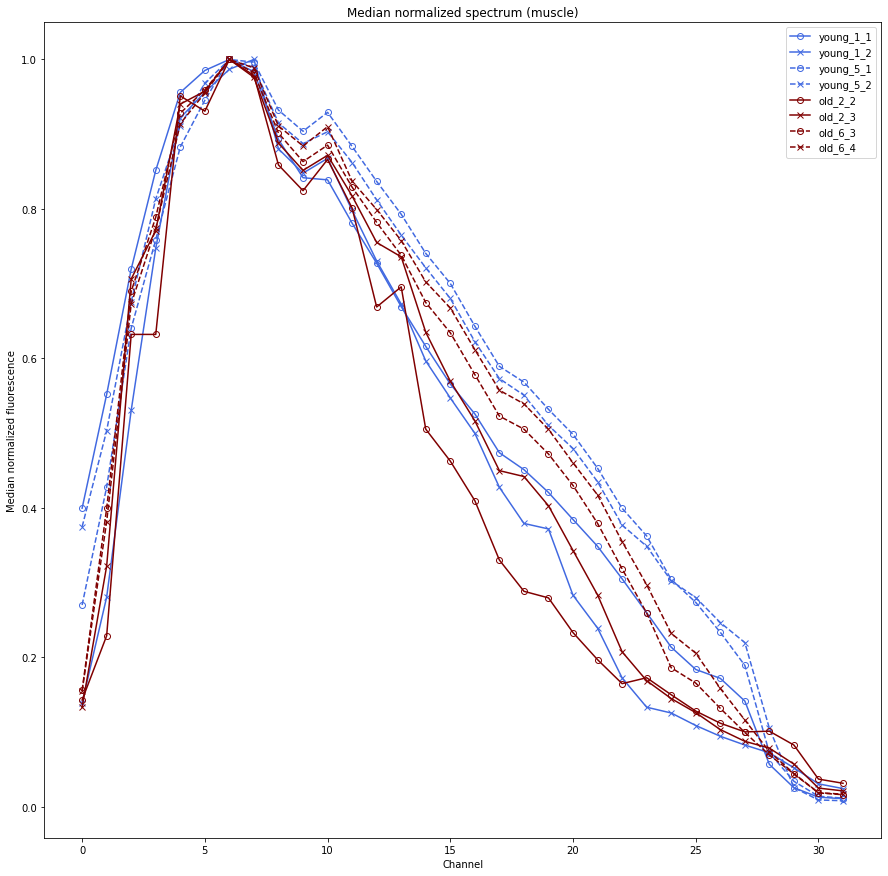 Median normalized spectrum (muscle)
young_1_1
young_1_2
young_5_1
young_5_2
old_2_2
old_2_3
old_6_3
old_6_4
1.0
0.8
0.6
0.4
0.2
0.0
Median normalized fluorescence
0 5 10 15 20 25 30
Channel